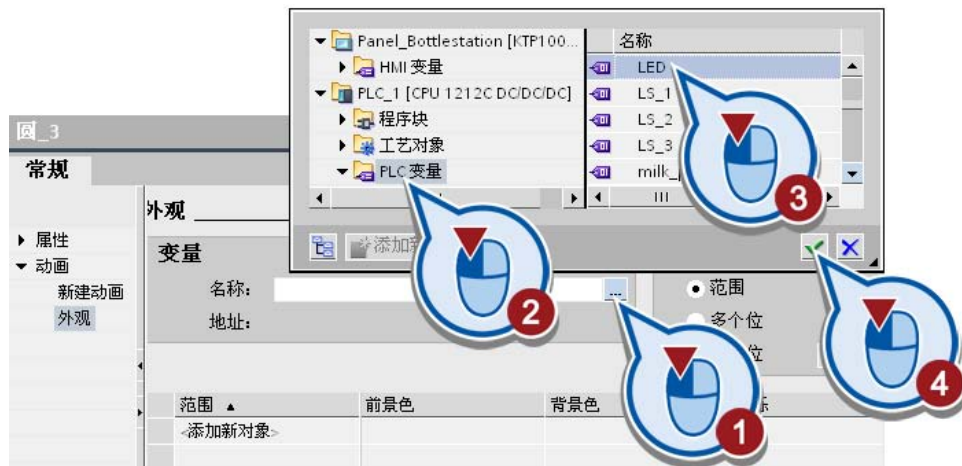 Panel_Bottlestation [KTP100...
HMI 变量
PLC_1 [CPU 1212C DC/DC/DC]
程序块
工艺对象
PLC 变量
名称
LED
LS_1
LS_2
LS_3
milk_
3
添加
圆_3
常规
属性
动画
新建动画
外观
外观
变量
名称:
...
地址:
范围
多个位
位
2
4
1
范围
前景色
背景色
<添加新对象>